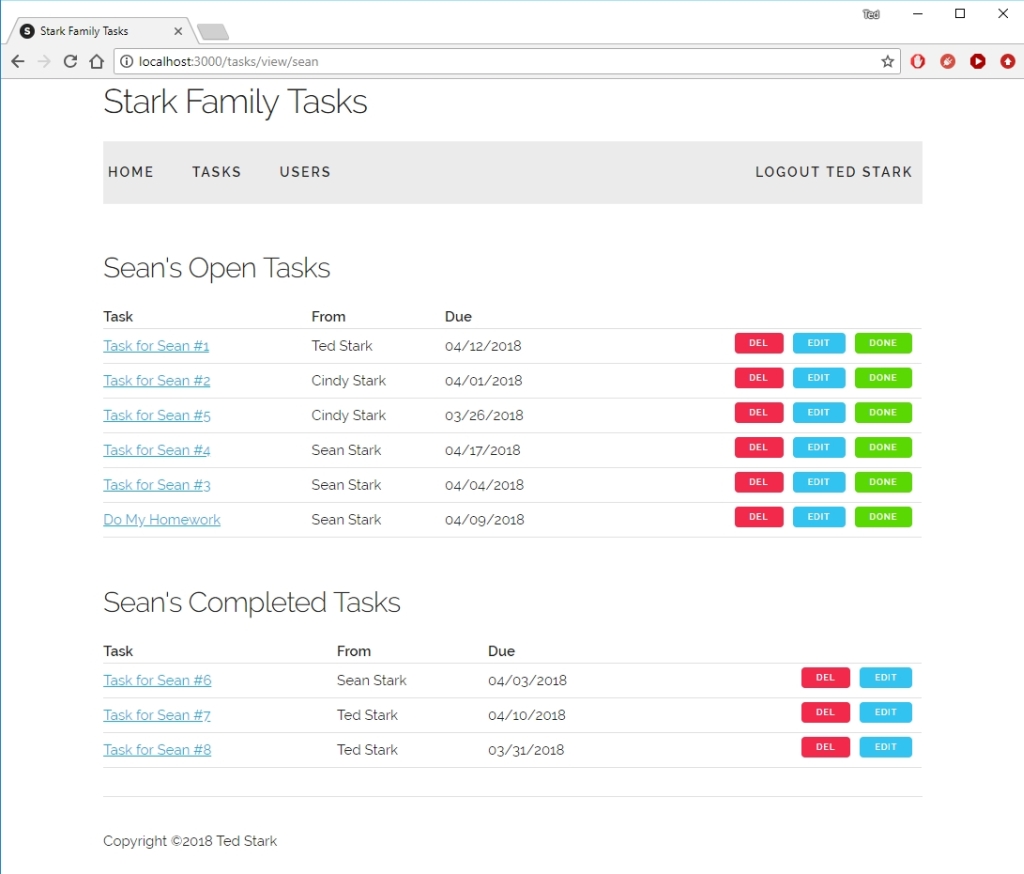 Ted
Stark Family Tasks
localhost:3000/tasks/view/sean
Stark Family Tasks
HOME TASKS USERS LOGOUT TED STARK
Sean's Open Tasks
Task From Due
Task for Sean #1 Ted Stark 04/12/2018 DEL EDIT DONE
Task for Sean #2 Cindy Stark 04/01/2018 DEL EDIT DONE
Task for Sean #5 Cindy Stark 03/26/2018 DEL EDIT DONE
Task for Sean #4 Sean Stark 04/17/2018 DEL EDIT DONE
Task for Sean #3 Sean Stark 04/04/2018 DEL EDIT DONE
Do My Homework Sean Stark 04/09/2018 DEL EDIT DONE
Sean's Completed Tasks
Task From Due
Task for Sean #6 Sean Stark 04/03/2018 DEL EDIT
Task for Sean #7 Ted Stark 04/10/2018 DEL EDIT
Task for Sean #8 Ted Stark 03/31/2018 DEL EDIT
Copyright ©2018 Ted Stark